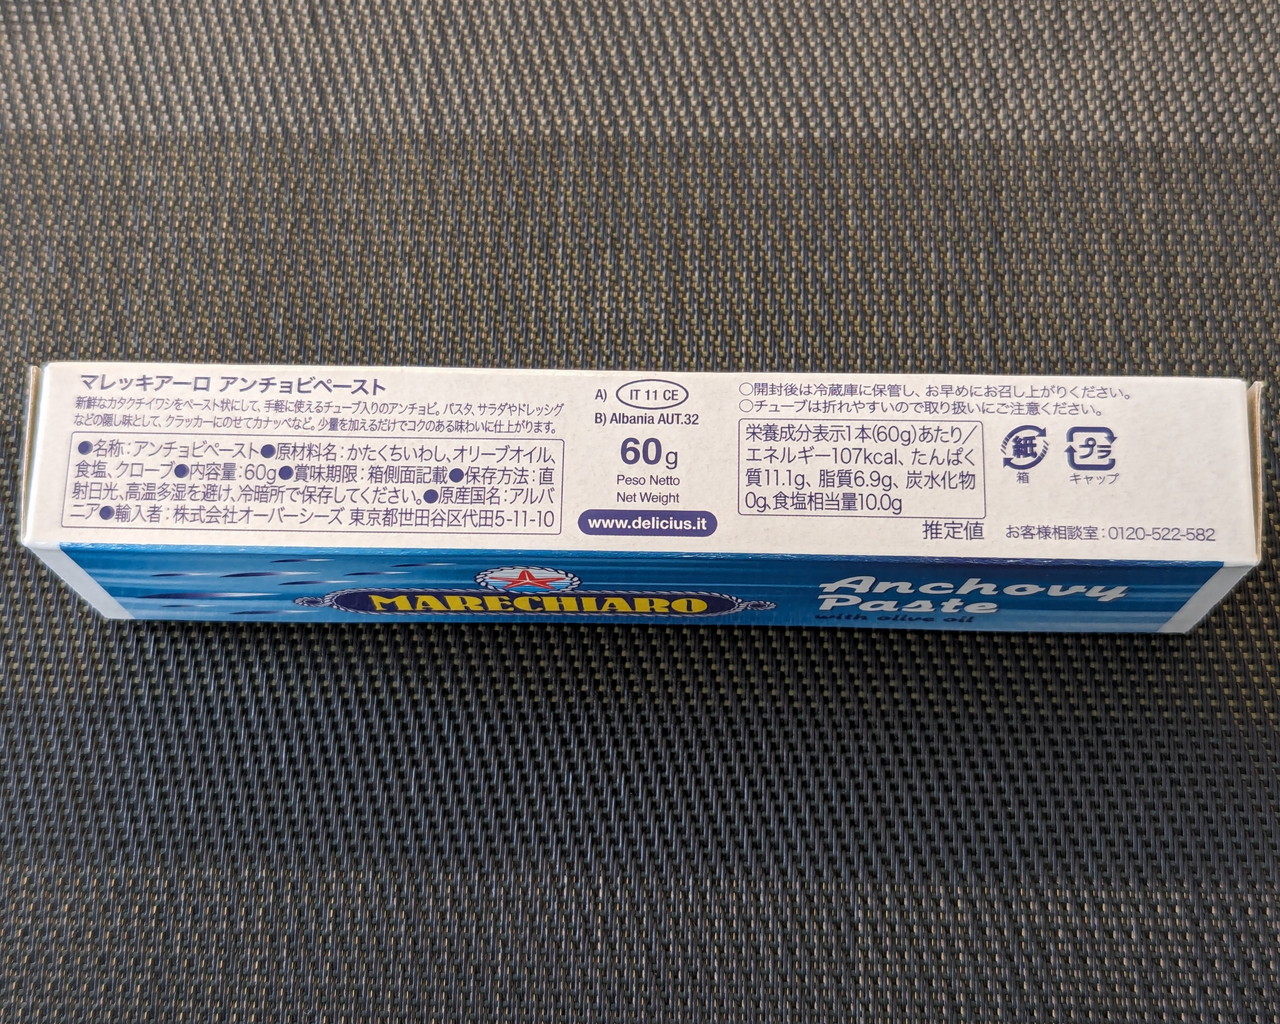 マレッキアーロ アンチョビペースト
新鮮なカタクチイワシをペースト状にして、手軽に使えるチューブ入りのアンチョビ。パスタ、サラダやドレッシング
などの隠し味として、クラッカーにのせてカナッペなど。少量を加えるだけでコクのある味わいに仕上がります。
●名称:アンチョビペースト●原材料名:かたくちいわし、オリーブオイル、
食塩、クローブ●内容量:60g●賞味期限:箱側面記載●保存方法:直
射日光、高温多湿を避け、冷暗所で保存してください。●原産国名:アルバ
ニア●輸入者:株式会社オーバーシーズ 東京都世田谷区代田5-11-10
A) IT 11 CE
B) Albania AUT.32
60g
Peso Netto
Net Weight
www.delicius.it
○開封後は冷蔵庫に保管し、お早めにお召し上がりください。
○チューブは折れやすいので取り扱いにご注意ください。
栄養成分表示1本(60g)あたり/
エネルギー107kcal、たんぱく
質11.1g、脂質6.9g、炭水化物
0g、食塩相当量10.0g
推定値
紙
箱
プラ
キャップ
お客様相談室:0120-522-582
MARECHIARO
Anchovy
Paste
with olive oil